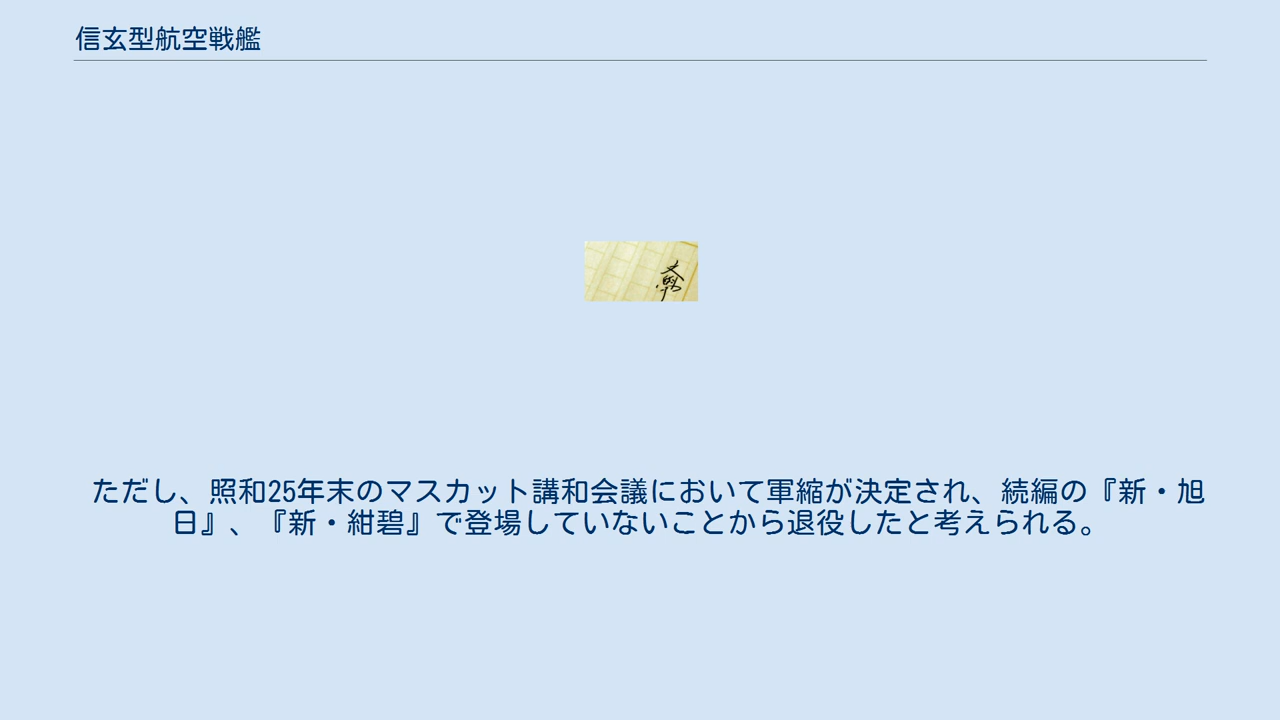 信玄型航空戦艦
ただし、照和25年末のマスカット講和会議において軍縮が決定され、続編の『新・旭
日』、『新・紺碧』で登場していないことから退役したと考えられる。